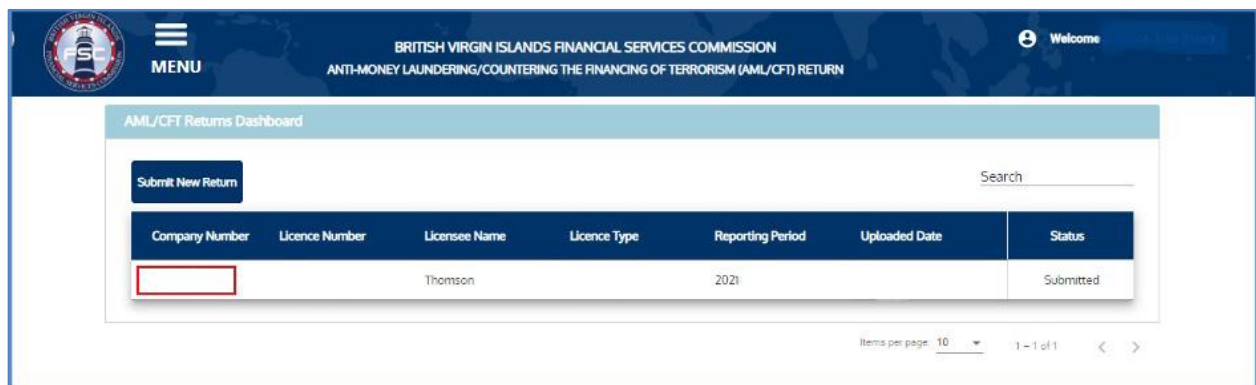 FSC
MENU
BRITISH VIRGIN ISLANDS FINANCIAL SERVICES COMMISSION
ANTI-MONEY LAUNDERING/COUNTERING THE FINANCING OF TERRORISM (AML/CFT) RETURN
Welcome
AML/CFT Returns Dashboard
Submit New Return
Search
Company Number Licence Number Licensee Name Licence Type Reporting Period Uploaded Date Status
Thomson 2021 Submitted
Items per page: 10 1 – 1 of 1